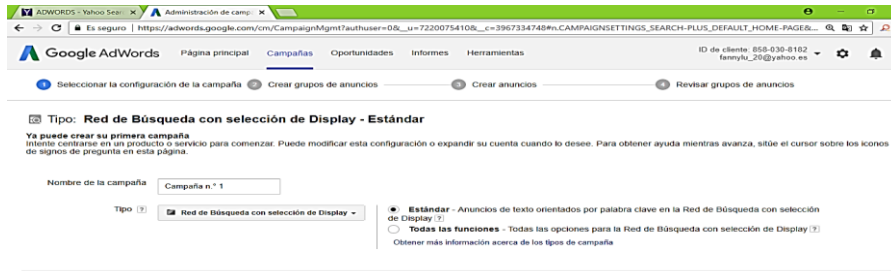 ADWORDS - Yahoo Sear
Administración de camp
Es seguro | https://adwords.google.com/cm/CampaignMgmt?authuser=0&__u=7220075410&__c=3967334748#n.CAMPAIGNSETTINGS_SEARCH-PLUS_DEFAULT_HOME-PAGE&...
Google AdWords Página principal Campañas Oportunidades Informes Herramientas ID de cliente: 858-030-8182
fannylu_20@yahoo.es
1 Seleccionar la configuración de la campaña 2 Crear grupos de anuncios 3 Crear anuncios 4 Revisar grupos de anuncios
Tipo: Red de Búsqueda con selección de Display - Estándar
Ya puede crear su primera campaña
Intente centrarse en un producto o servicio para comenzar. Puede modificar esta configuración o expandir su cuenta cuando lo desee. Para obtener ayuda mientras avanza, sitúe el cursor sobre los iconos
de signos de pregunta en esta página.
Nombre de la campaña Campaña n.° 1
Tipo ? Red de Búsqueda con selección de Display
Estándar - Anuncios de texto orientados por palabra clave en la Red de Búsqueda con selección
de Display ?
Todas las funciones - Todas las opciones para la Red de Búsqueda con selección de Display ?
Obtener más información acerca de los tipos de campaña